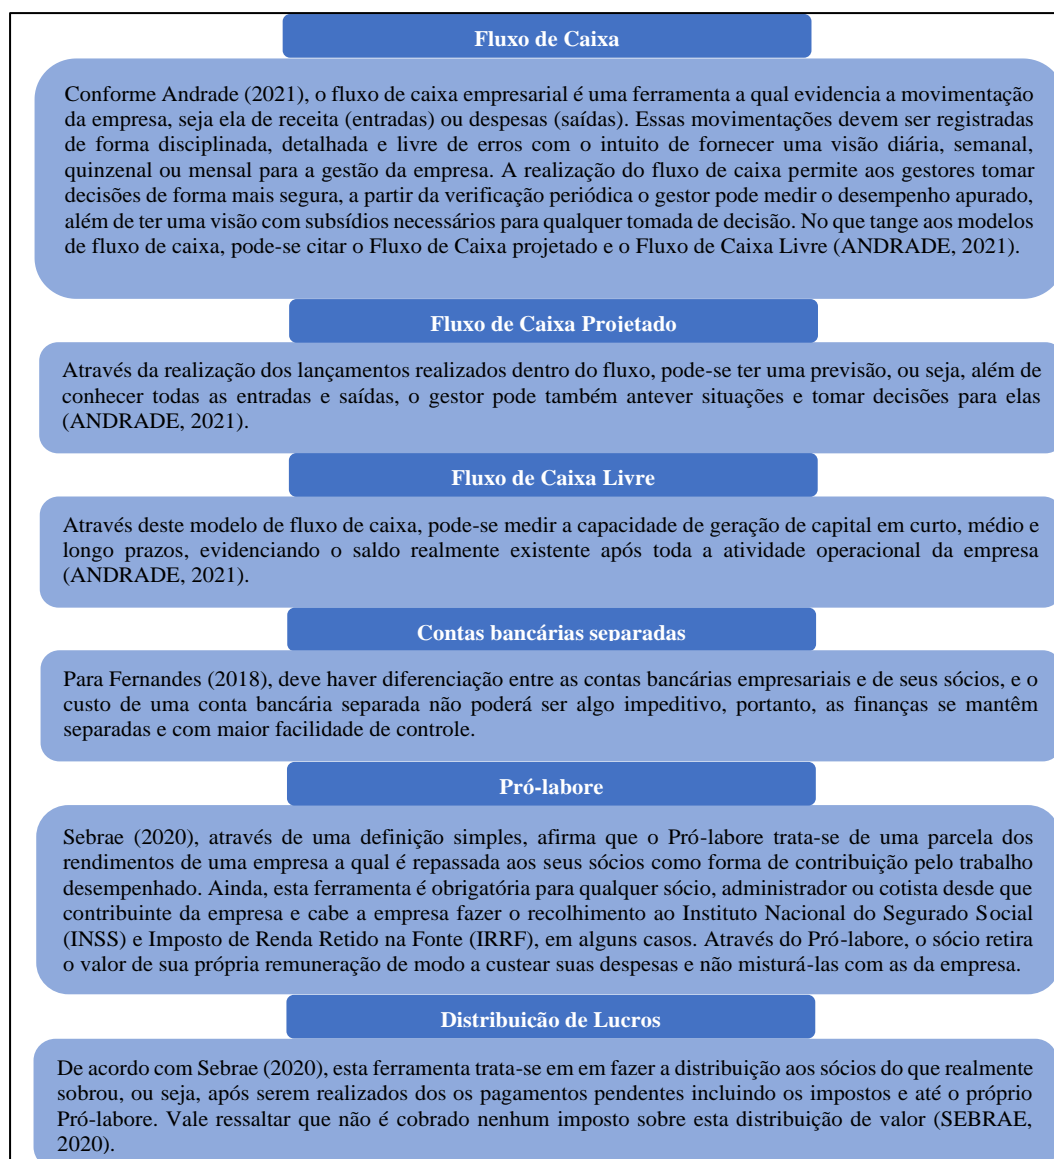 Fluxo de Caixa
Conforme Andrade (2021), o fluxo de caixa empresarial é uma ferramenta a qual evidencia a movimentação
da empresa, seja ela de receita (entradas) ou despesas (saídas). Essas movimentações devem ser registradas
de forma disciplinada, detalhada e livre de erros com o intuito de fornecer uma visão diária, semanal,
quinzenal ou mensal para a gestão da empresa. A realização do fluxo de caixa permite aos gestores tomar
decisões de forma mais segura, a partir da verificação periódica o gestor pode medir o desempenho apurado,
além de ter uma visão com subsídios necessários para qualquer tomada de decisão. No que tange aos modelos
de fluxo de caixa, pode-se citar o Fluxo de Caixa projetado e o Fluxo de Caixa Livre (ANDRADE, 2021).
Fluxo de Caixa Projetado
Através da realização dos lançamentos realizados dentro do fluxo, pode-se ter uma previsão, ou seja, além de
conhecer todas as entradas e saídas, o gestor pode também antever situações e tomar decisões para elas
(ANDRADE, 2021).
Fluxo de Caixa Livre
Através deste modelo de fluxo de caixa, pode-se medir a capacidade de geração de capital em curto, médio e
longo prazos, evidenciando o saldo realmente existente após toda a atividade operacional da empresa
(ANDRADE, 2021).
Contas bancárias separadas
Para Fernandes (2018), deve haver diferenciação entre as contas bancárias empresariais e de seus sócios, e o
custo de uma conta bancária separada não poderá ser algo impeditivo, portanto, as finanças se mantêm
separadas e com maior facilidade de controle.
Pró-labore
Sebrae (2020), através de uma definição simples, afirma que o Pró-labore trata-se de uma parcela dos
rendimentos de uma empresa a qual é repassada aos seus sócios como forma de contribuição pelo trabalho
desempenhado. Ainda, esta ferramenta é obrigatória para qualquer sócio, administrador ou cotista desde que
contribuinte da empresa e cabe a empresa fazer o recolhimento ao Instituto Nacional do Segurado Social
(INSS) e Imposto de Renda Retido na Fonte (IRRF), em alguns casos. Através do Pró-labore, o sócio retira
o valor de sua própria remuneração de modo a custear suas despesas e não misturá-las com as da empresa.
Distribuição de Lucros
De acordo com Sebrae (2020), esta ferramenta trata-se em em fazer a distribuição aos sócios do que realmente
sobrou, ou seja, após serem realizados dos os pagamentos pendentes incluindo os impostos e até o próprio
Pró-labore. Vale ressaltar que não é cobrado nenhum imposto sobre esta distribuição de valor (SEBRAE,
2020).